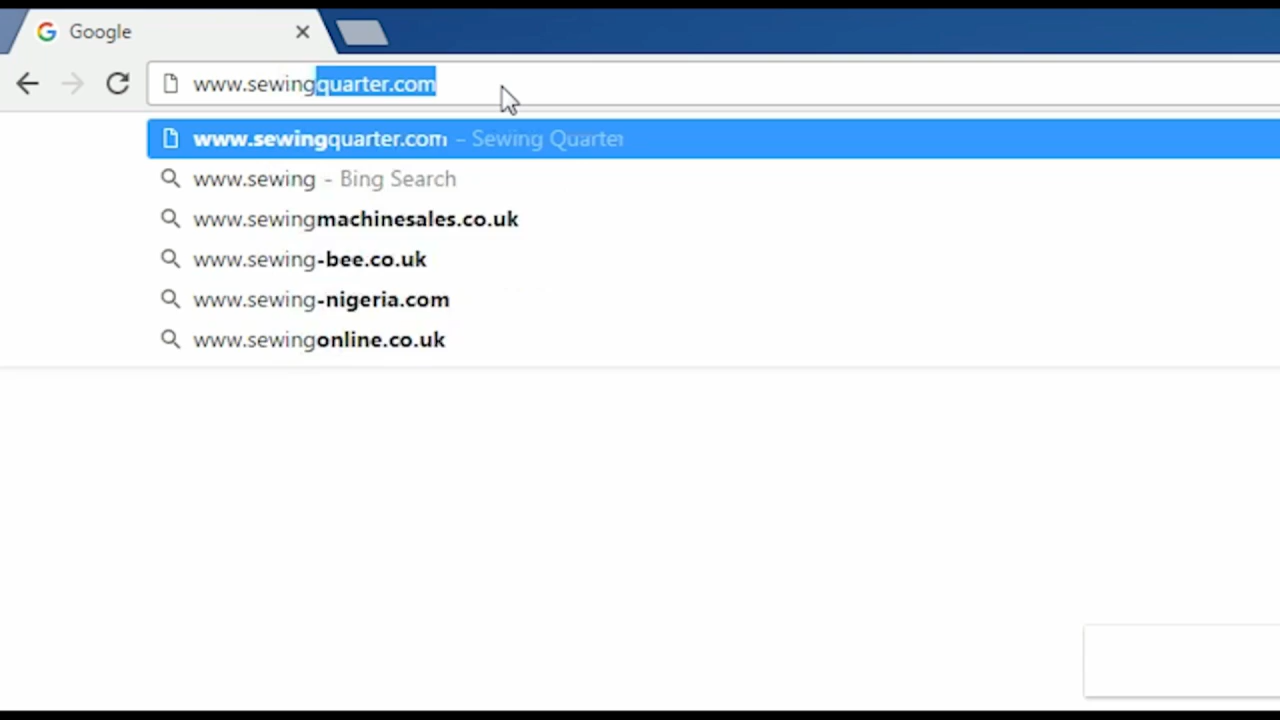 Google
www.sewingquarter.com
www.sewingquarter.com – Sewing Quarter
www.sewing - Bing Search
www.sewingmachinesales.co.uk
www.sewing-bee.co.uk
www.sewing-nigeria.com
www.sewingonline.co.uk